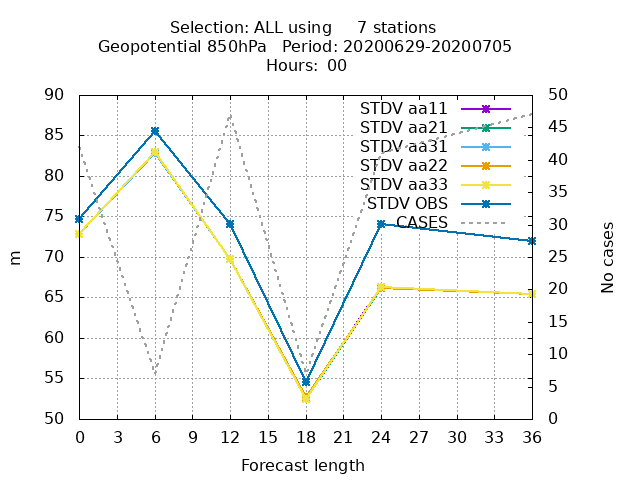 Selection: ALL using     7 stations
Geopotential 850hPa   Period: 20200629-20200705
Hours: 00
90
85
80
75
70
65
60
55
50
m
50
45
40
35
30
25
20
15
10
5
0
No cases
STDV aa11
STDV aa21
STDV aa31
STDV aa22
STDV aa33
STDV OBS
CASES
0 3 6 9 12 15 18 21 24 27 30 33 36
Forecast length